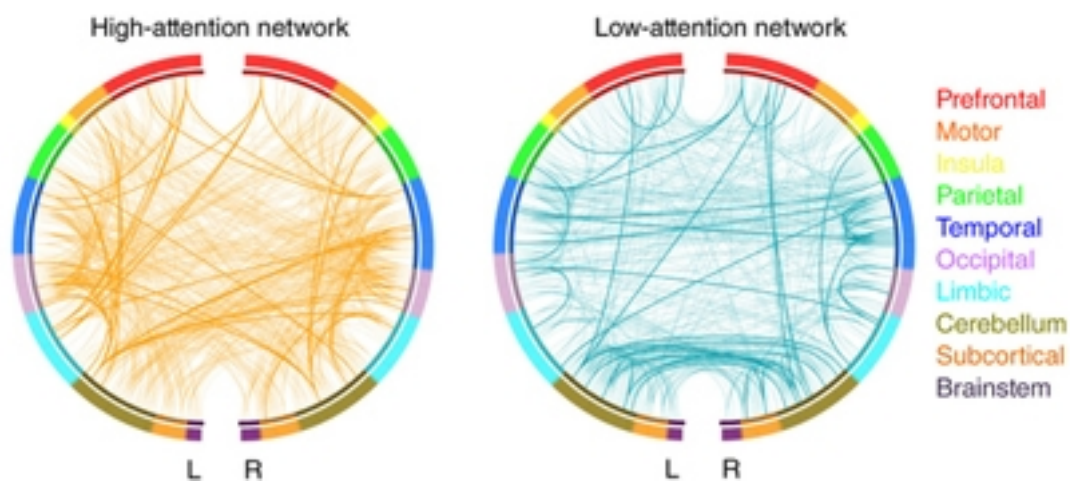 High-attention network
Low-attention network
Prefrontal
Motor
Insula
Parietal
Temporal
Occipital
Limbic
Cerebellum
Subcortical
Brainstem
L R
L R